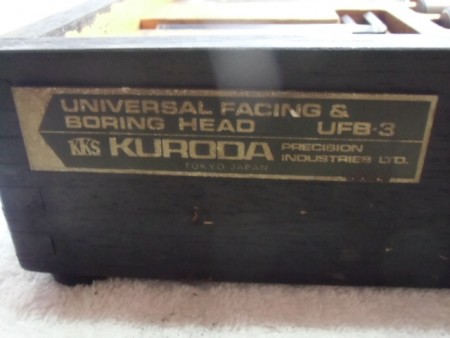 UNIVERSAL FACING &
BORING HEAD UFB-3
KKS KURODA PRECISION INDUSTRIES LTD.
TOKYO JAPAN